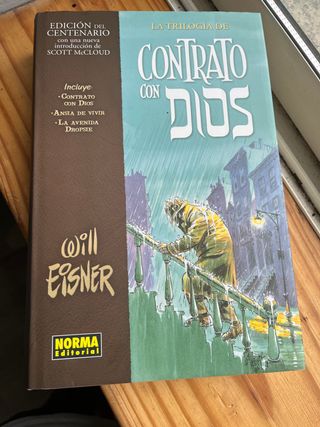 EDICIÓN DEL
CENTENARIO
con una nueva
introducción de
SCOTT McCLOUD
Incluye
· CONTRATO
CON DIOS
· ANSIA DE VIVIR
· LA AVENIDA
DROPSIE
Will
EISNER
NORMA
Editorial
LA TRILOGÍA DE
CONTRATO
CON
DIOS